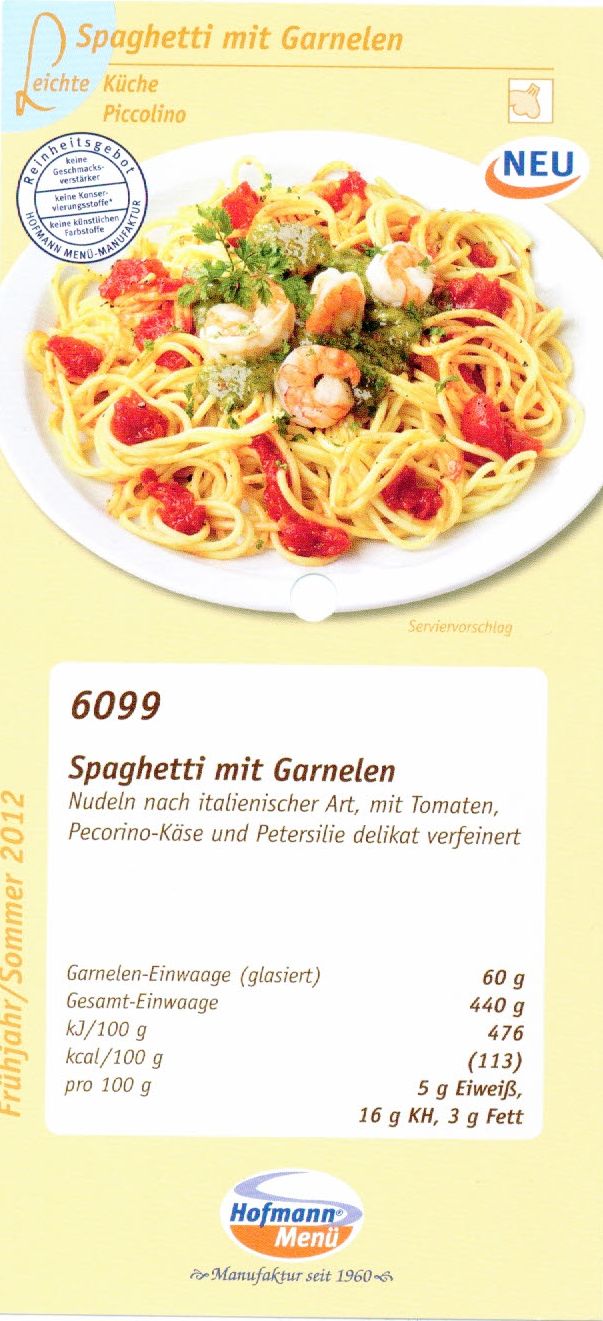 Spaghetti mit Garnelen
Leichte Küche
Piccolino
Reinheitsgebot
keine
Geschmacks-
verstärker
keine Konser-
vierungsstoffe*
keine künstlichen
Farbstoffe
HOFMANN MENÜ-MANUFAKTUR
NEU
Serviervorschlag
6099
Spaghetti mit Garnelen
Nudeln nach italienischer Art, mit Tomaten,
Pecorino-Käse und Petersilie delikat verfeinert
Garnelen-Einwaage (glasiert) 60 g
Gesamt-Einwaage 440 g
kJ/100 g 476
kcal/100 g (113)
pro 100 g 5 g Eiweiß,
16 g KH, 3 g Fett
Frühjahr/Sommer 2012
Hofmann®
Menü
Manufaktur seit 1960